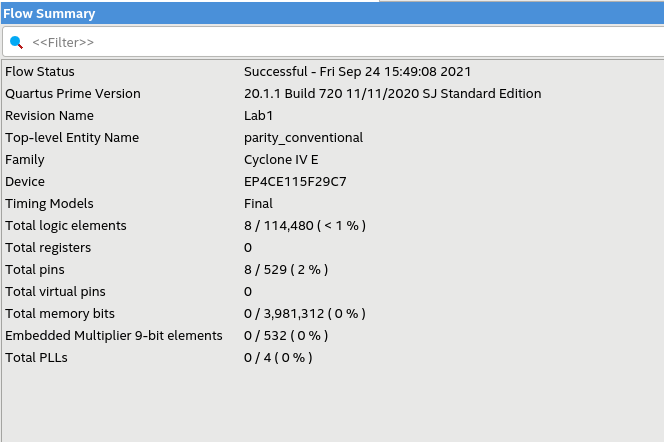 Flow Summary
<<Filter>>
Flow Status Successful - Fri Sep 24 15:49:08 2021
Quartus Prime Version 20.1.1 Build 720 11/11/2020 SJ Standard Edition
Revision Name Lab1
Top-level Entity Name parity_conventional
Family Cyclone IV E
Device EP4CE115F29C7
Timing Models Final
Total logic elements 8 / 114,480 ( < 1 % )
Total registers 0
Total pins 8 / 529 ( 2 % )
Total virtual pins 0
Total memory bits 0 / 3,981,312 ( 0 % )
Embedded Multiplier 9-bit elements 0 / 532 ( 0 % )
Total PLLs 0 / 4 ( 0 % )